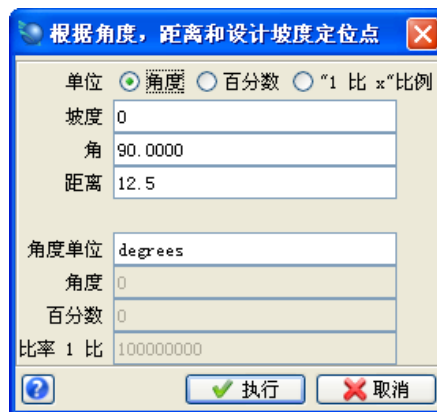 根据角度，距离和设计坡度定位点
单位 角度 百分数 “1 比 x“比例
坡度 0
角 90.0000
距离 12.5
角度单位 degrees
角度 0
百分数 0
比率 1 比 100000000
? 执行 取消